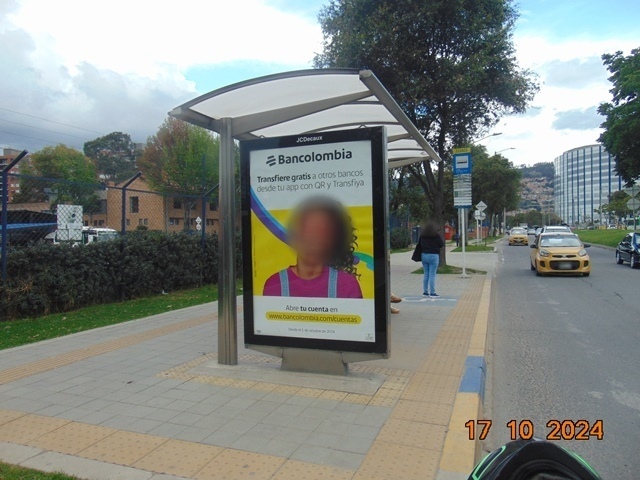 JCDecaux
Bancolombia
Transfiere gratis a otros bancos
desde tu app con QR y Transfiya
Abre tu cuenta en
www.bancolombia.com/cuentas
17 10 2024